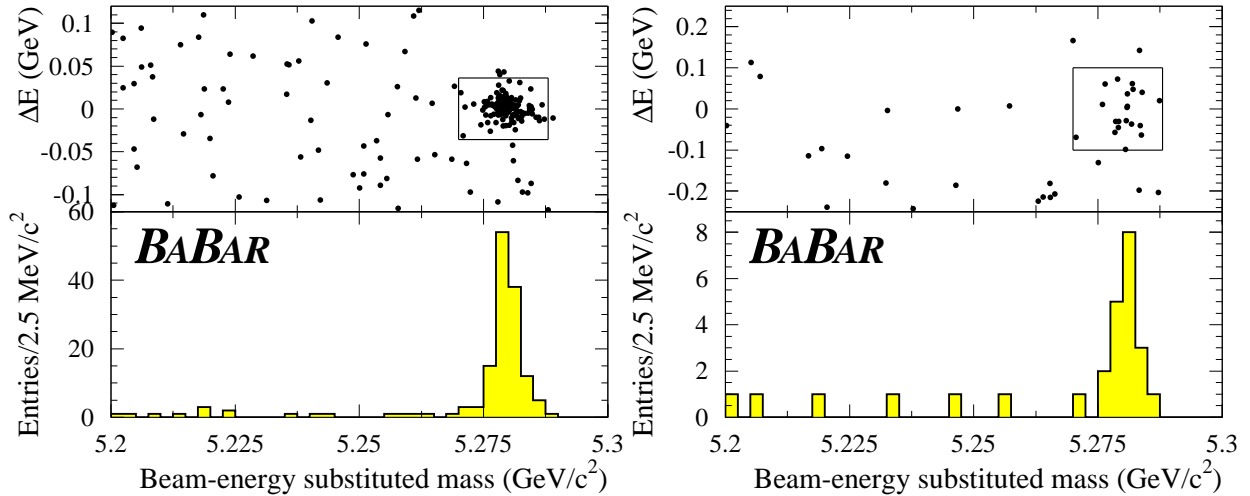 ΔE (GeV)
0.1
0.05
0
-0.05
-0.1
Entries/2.5 MeV/c²
60
40
20
0
BABAR
5.2 5.225 5.25 5.275 5.3
Beam-energy substituted mass (GeV/c²)
ΔE (GeV)
0.2
0.1
0
-0.1
-0.2
Entries/2.5 MeV/c²
8
6
4
2
0
BABAR
5.2 5.225 5.25 5.275 5.3
Beam-energy substituted mass (GeV/c²)